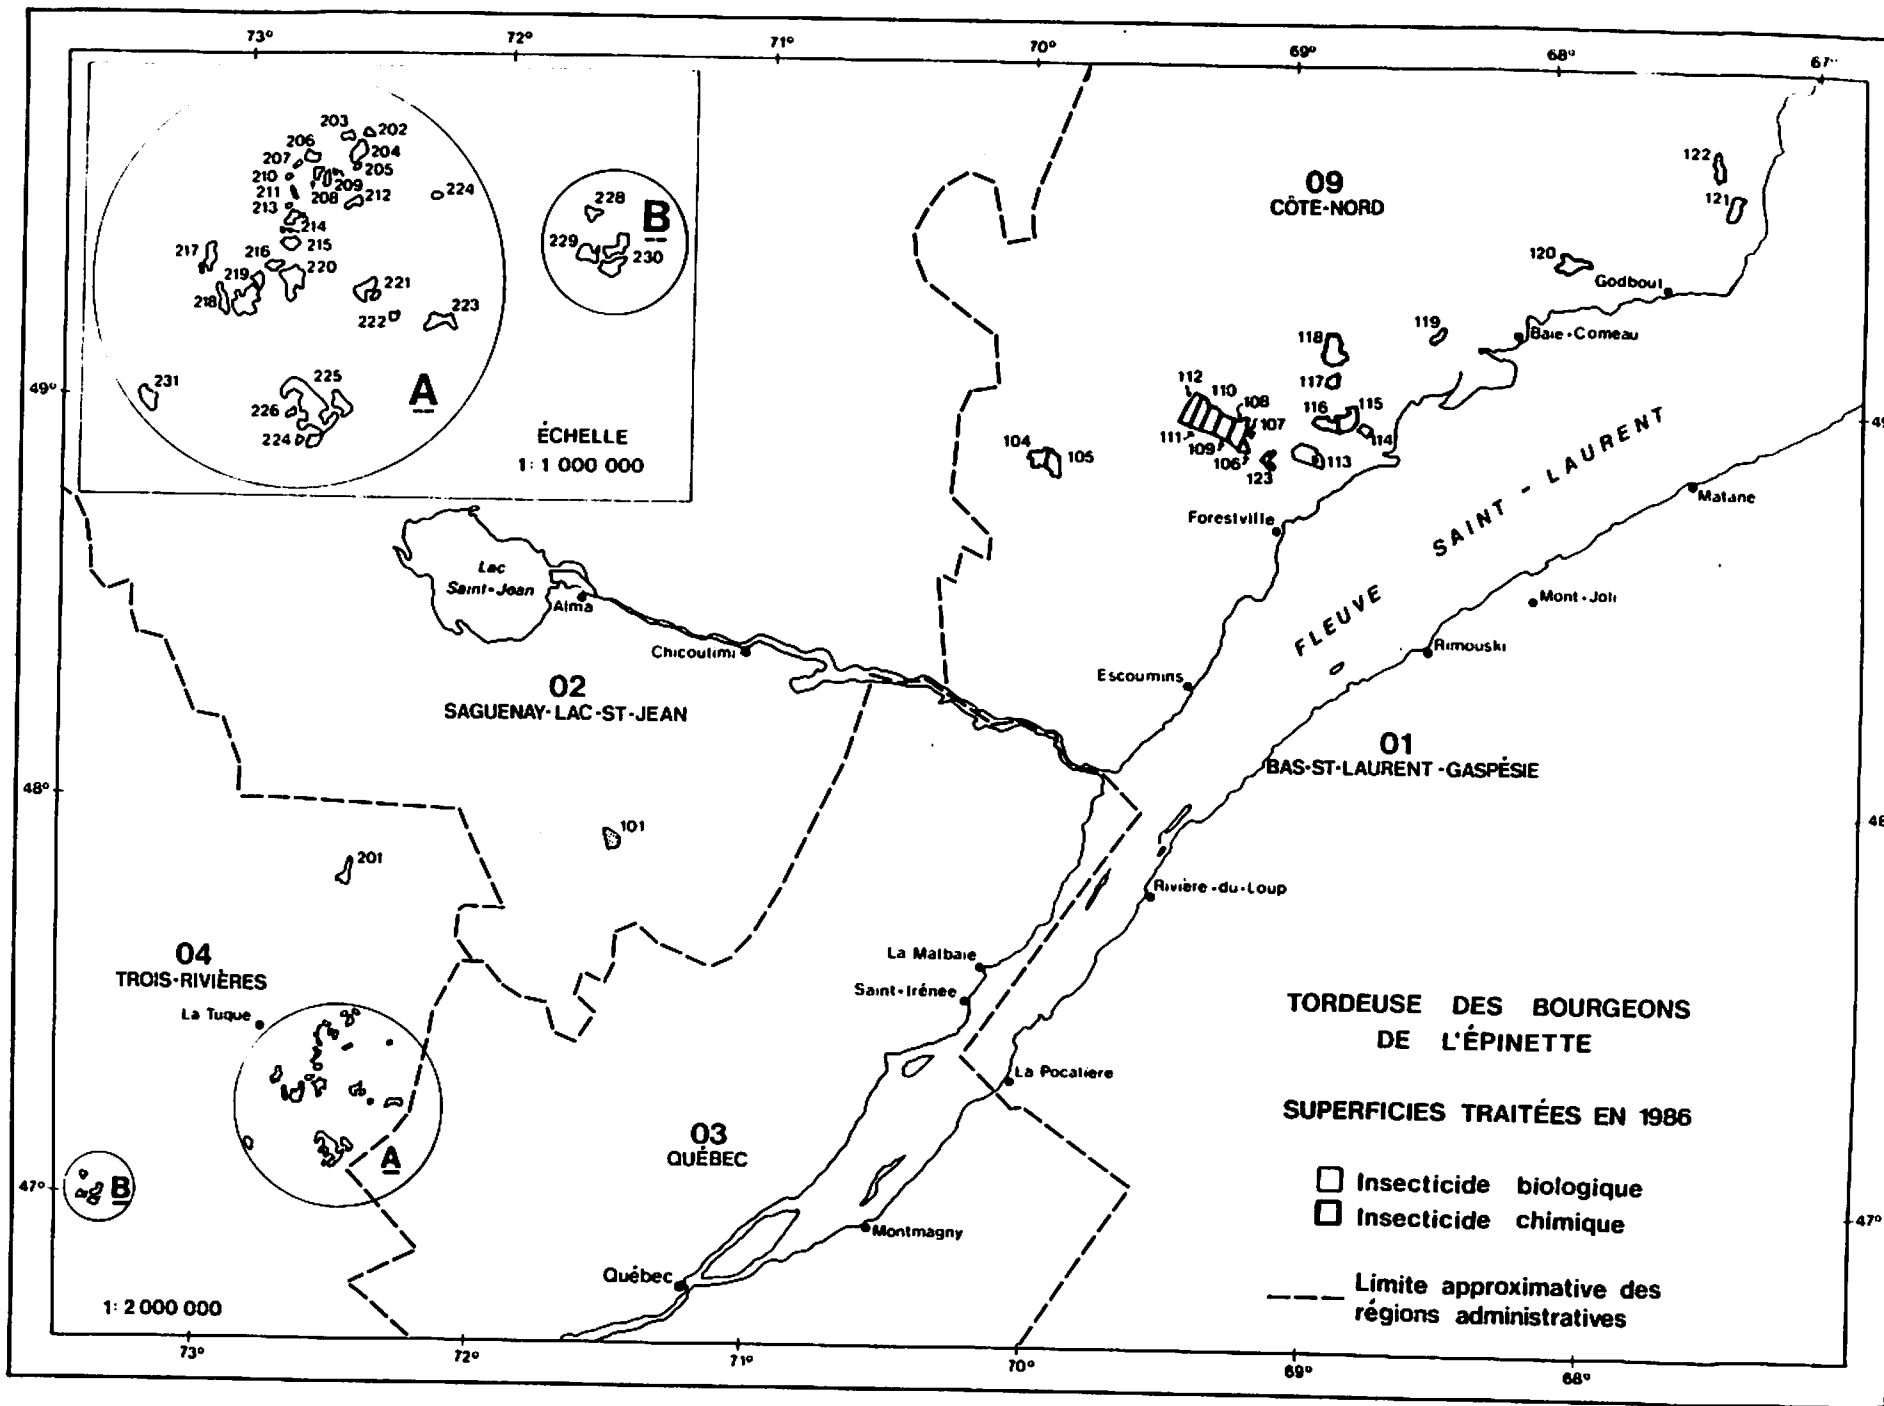 73°
72°
71°
70°
69°
68°
67°
203
202
206
204
207
205
210
209
211
208
212
224
213
214
215
217
216
220
219
218
221
222
223
231
225
226
224
A
ÉCHELLE
1: 1 000 000
228
B
229
230
09
CÔTE-NORD
122
121
120
Godbout
119
Baie-Comeau
118
117
112
110
108
107
116
115
114
111
109
106
123
113
104
105
49°
Forestville
FLEUVE SAINT-LAURENT
Matane
Mont-Joli
Rimouski
Escoumins
Lac
Saint-Jean
Alma
Chicoutimi
02
SAGUENAY-LAC-ST-JEAN
01
BAS-ST-LAURENT-GASPÉSIE
48°
101
201
Rivière-du-Loup
04
TROIS-RIVIÈRES
La Tuque
La Malbaie
Saint-Irénée
La Pocatière
A
B
03
QUÉBEC
47°
47°
Montmagny
Québec
1: 2 000 000
TORDEUSE DES BOURGEONS
DE L'ÉPINETTE
SUPERFICIES TRAITÉES EN 1986
Insecticide biologique
Insecticide chimique
Limite approximative des
régions administratives
73°
72°
71°
70°
69°
68°